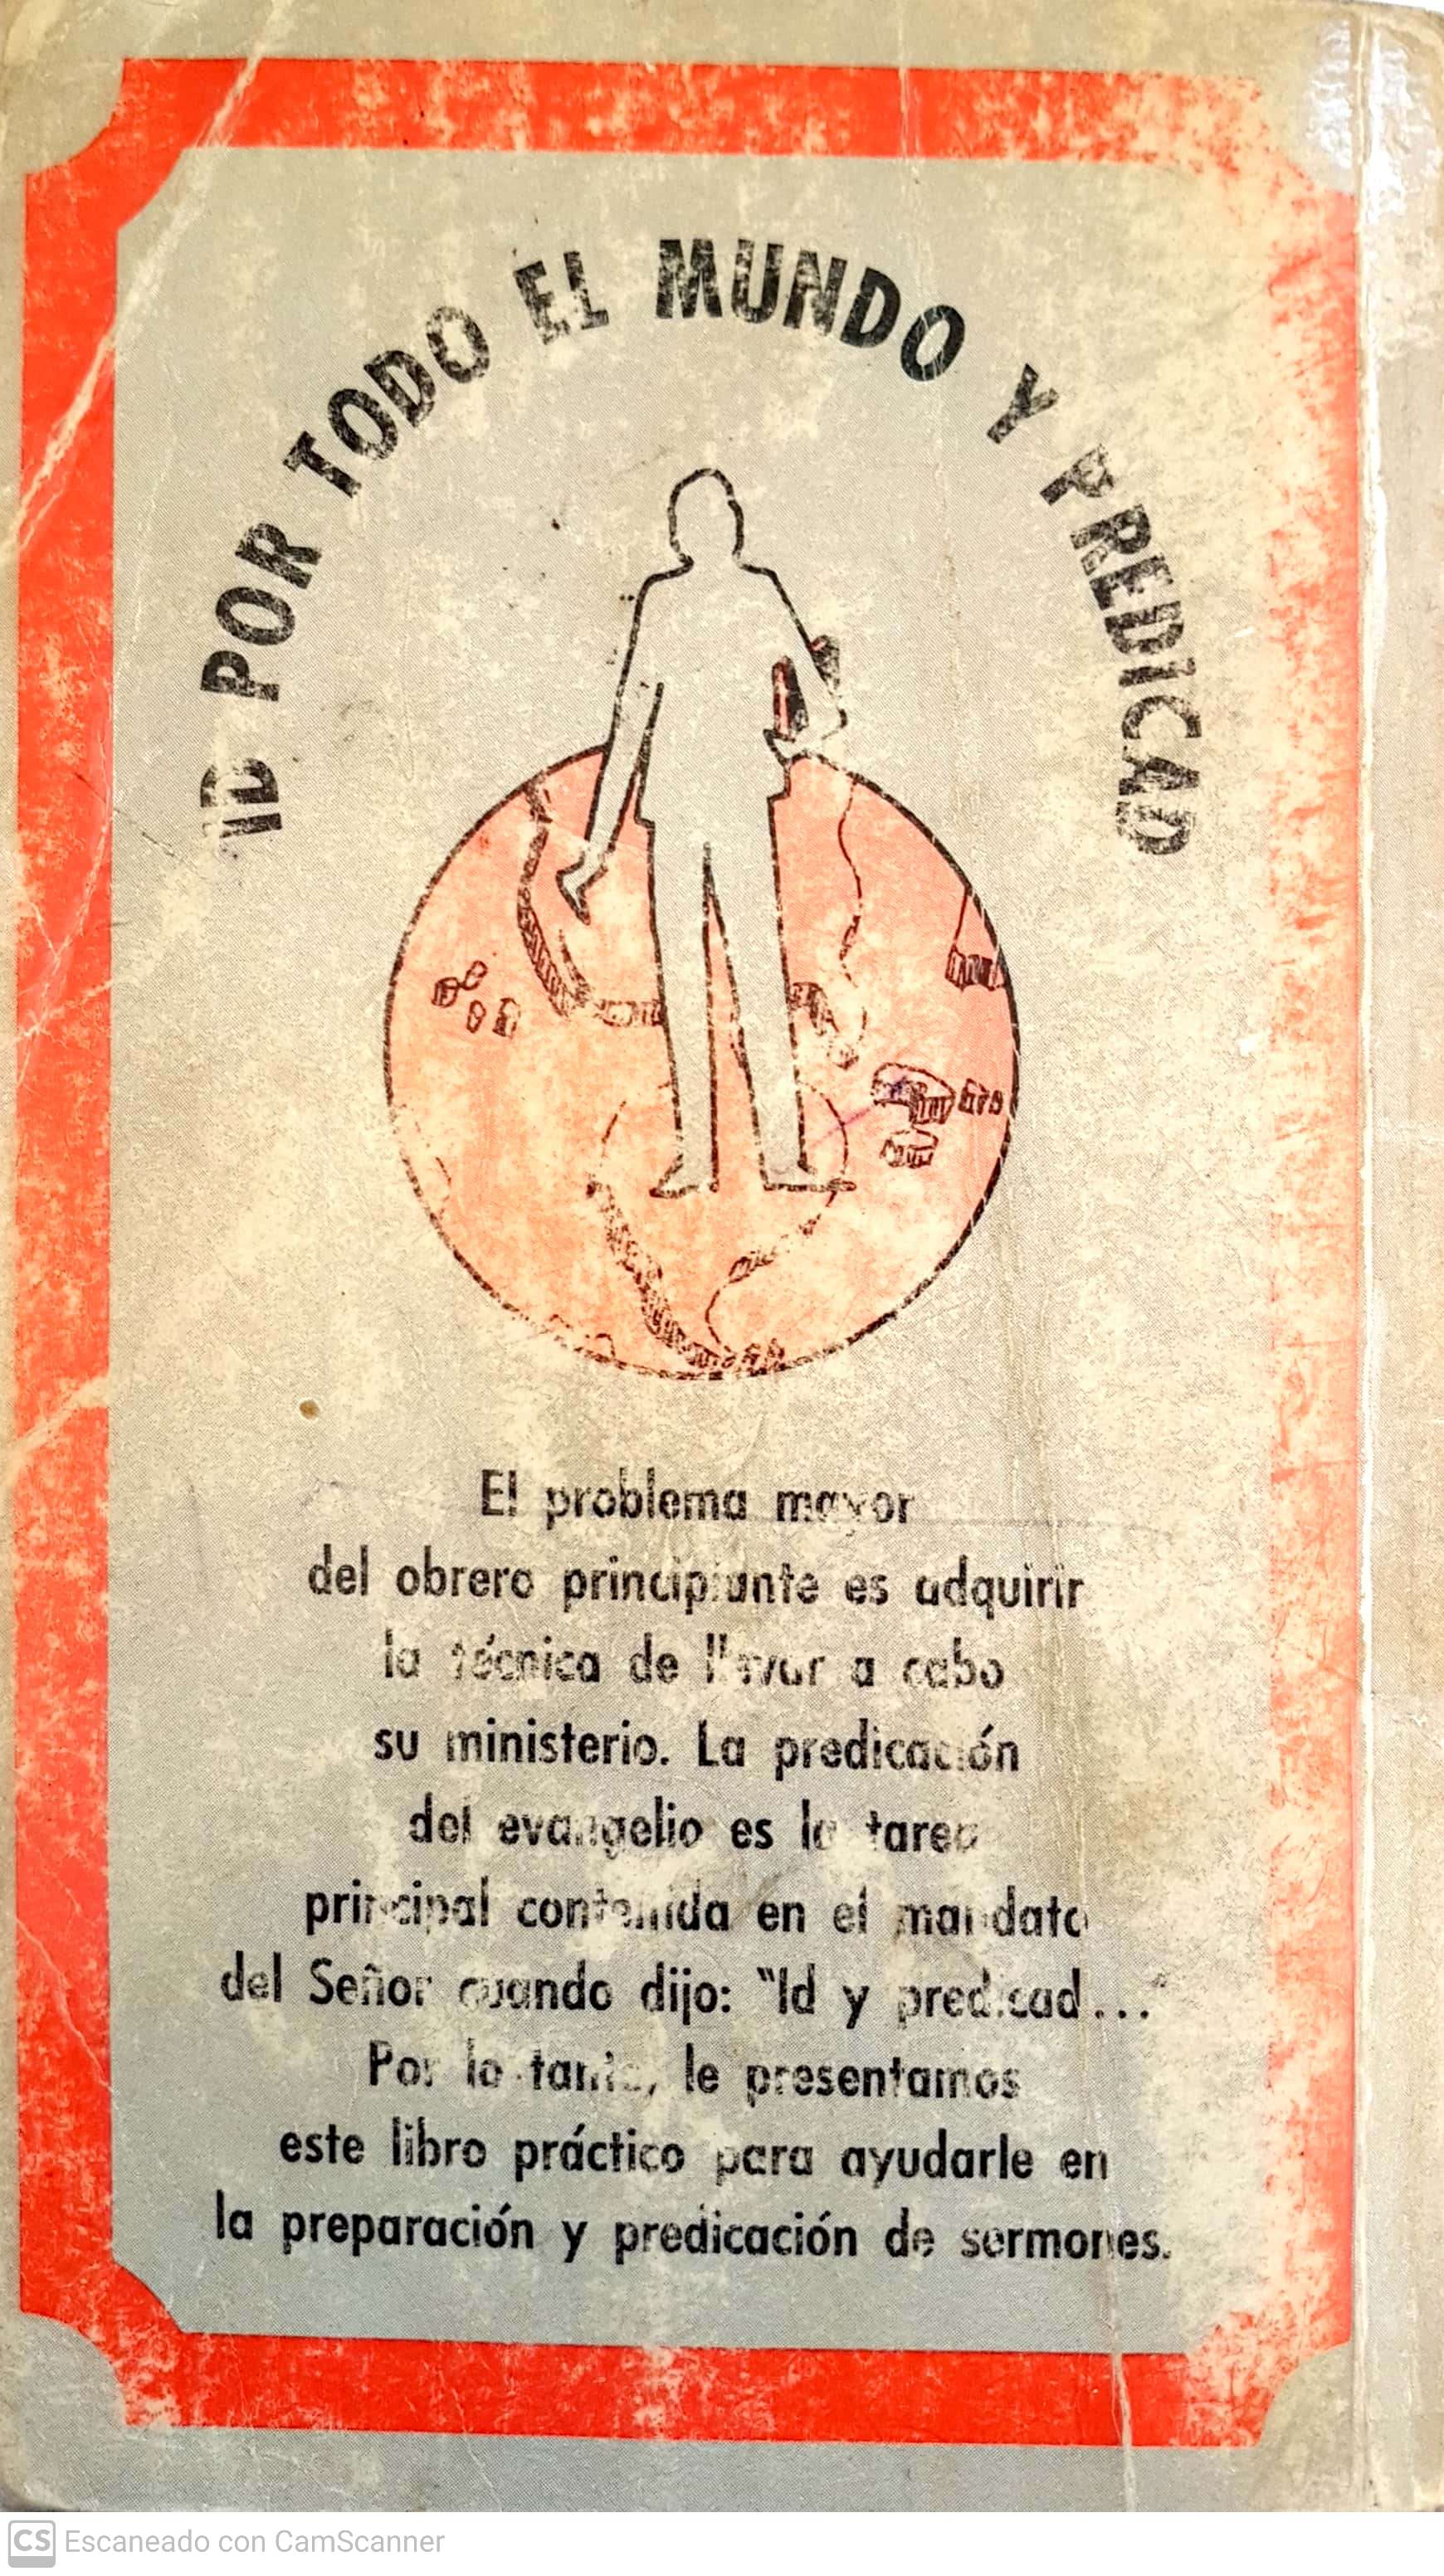 ID POR TODO EL MUNDO Y PREDICAD
El problema mayor
del obrero principiante es adquirir
la técnica de llevar a cabo
su ministerio. La predicación
del evangelio es la tarea
principal contenida en el mandato
del Señor cuando dijo: "Id y predicad..."
Por lo tanto, le presentamos
este libro práctico para ayudarle en
la preparación y predicación de sermones.
CS Escaneado con CamScanner